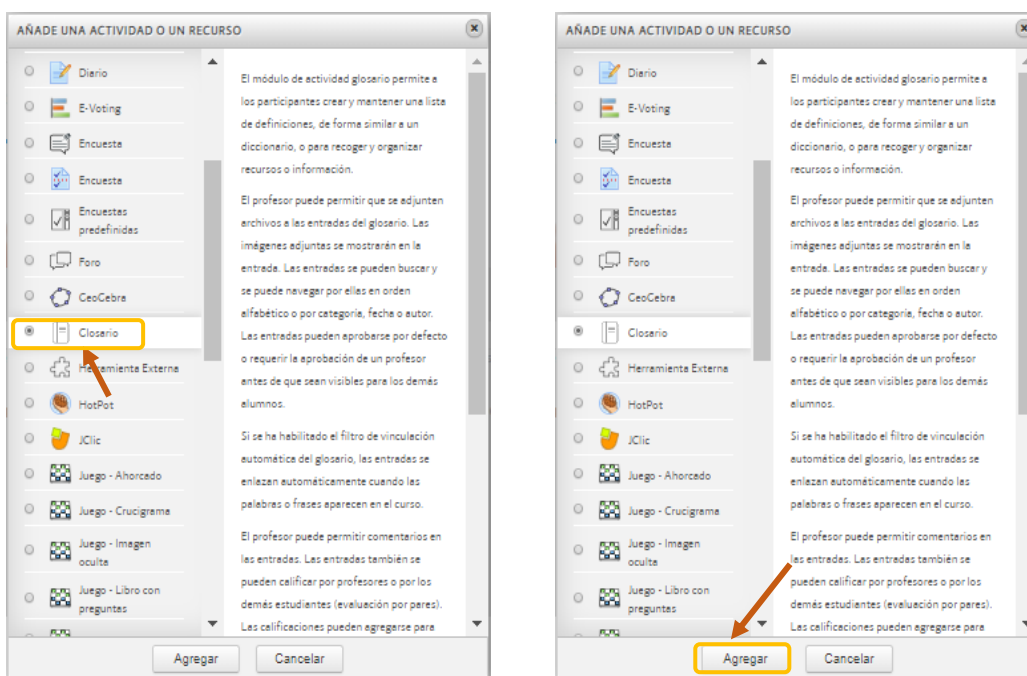 AÑADE UNA ACTIVIDAD O UN RECURSO
Diario
E-Voting
Encuesta
Encuesta
Encuestas
predefinidas
Foro
GeoGebra
Glosario
Herramienta Externa
HotPot
JClic
Juego - Ahorcado
Juego - Crucigrama
Juego - Imagen
oculta
Juego - Libro con
preguntas
El módulo de actividad glosario permite a
los participantes crear y mantener una lista
de definiciones, de forma similar a un
diccionario, o para recoger y organizar
recursos o información.
El profesor puede permitir que se adjunten
archivos a las entradas del glosario. Las
imágenes adjuntas se mostrarán en la
entrada. Las entradas se pueden buscar y
se puede navegar por ellas en orden
alfabético o por categoría, fecha o autor.
Las entradas pueden aprobarse por defecto
o requerir la aprobación de un profesor
antes de que sean visibles para los demás
alumnos.
Si se ha habilitado el filtro de vinculación
automática del glosario, las entradas se
enlazan automáticamente cuando las
palabras o frases aparecen en el curso.
El profesor puede permitir comentarios en
las entradas. Las entradas también se
pueden calificar por profesores o por los
demás estudiantes (evaluación por pares).
Las calificaciones pueden agregarse para
Agregar
Cancelar
AÑADE UNA ACTIVIDAD O UN RECURSO
Diario
E-Voting
Encuesta
Encuesta
Encuestas
predefinidas
Foro
GeoGebra
Glosario
Herramienta Externa
HotPot
JClic
Juego - Ahorcado
Juego - Crucigrama
Juego - Imagen
oculta
Juego - Libro con
preguntas
El módulo de actividad glosario permite a
los participantes crear y mantener una lista
de definiciones, de forma similar a un
diccionario, o para recoger y organizar
recursos o información.
El profesor puede permitir que se adjunten
archivos a las entradas del glosario. Las
imágenes adjuntas se mostrarán en la
entrada. Las entradas se pueden buscar y
se puede navegar por ellas en orden
alfabético o por categoría, fecha o autor.
Las entradas pueden aprobarse por defecto
o requerir la aprobación de un profesor
antes de que sean visibles para los demás
alumnos.
Si se ha habilitado el filtro de vinculación
automática del glosario, las entradas se
enlazan automáticamente cuando las
palabras o frases aparecen en el curso.
El profesor puede permitir comentarios en
las entradas. Las entradas también se
pueden calificar por profesores o por los
demás estudiantes (evaluación por pares).
Las calificaciones pueden agregarse para
Agregar
Cancelar